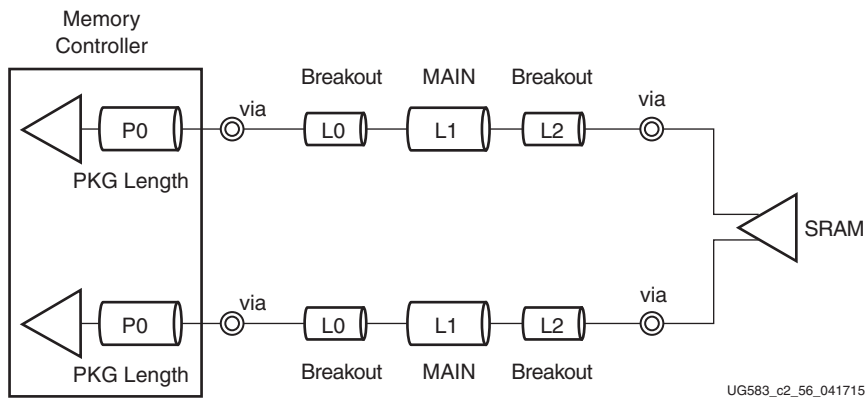 Memory
Controller
Breakout
MAIN
Breakout
via
via
P0
L0
L1
L2
PKG Length
SRAM
via
via
P0
L0
L1
L2
PKG Length
Breakout
MAIN
Breakout
UG583_c2_56_041715